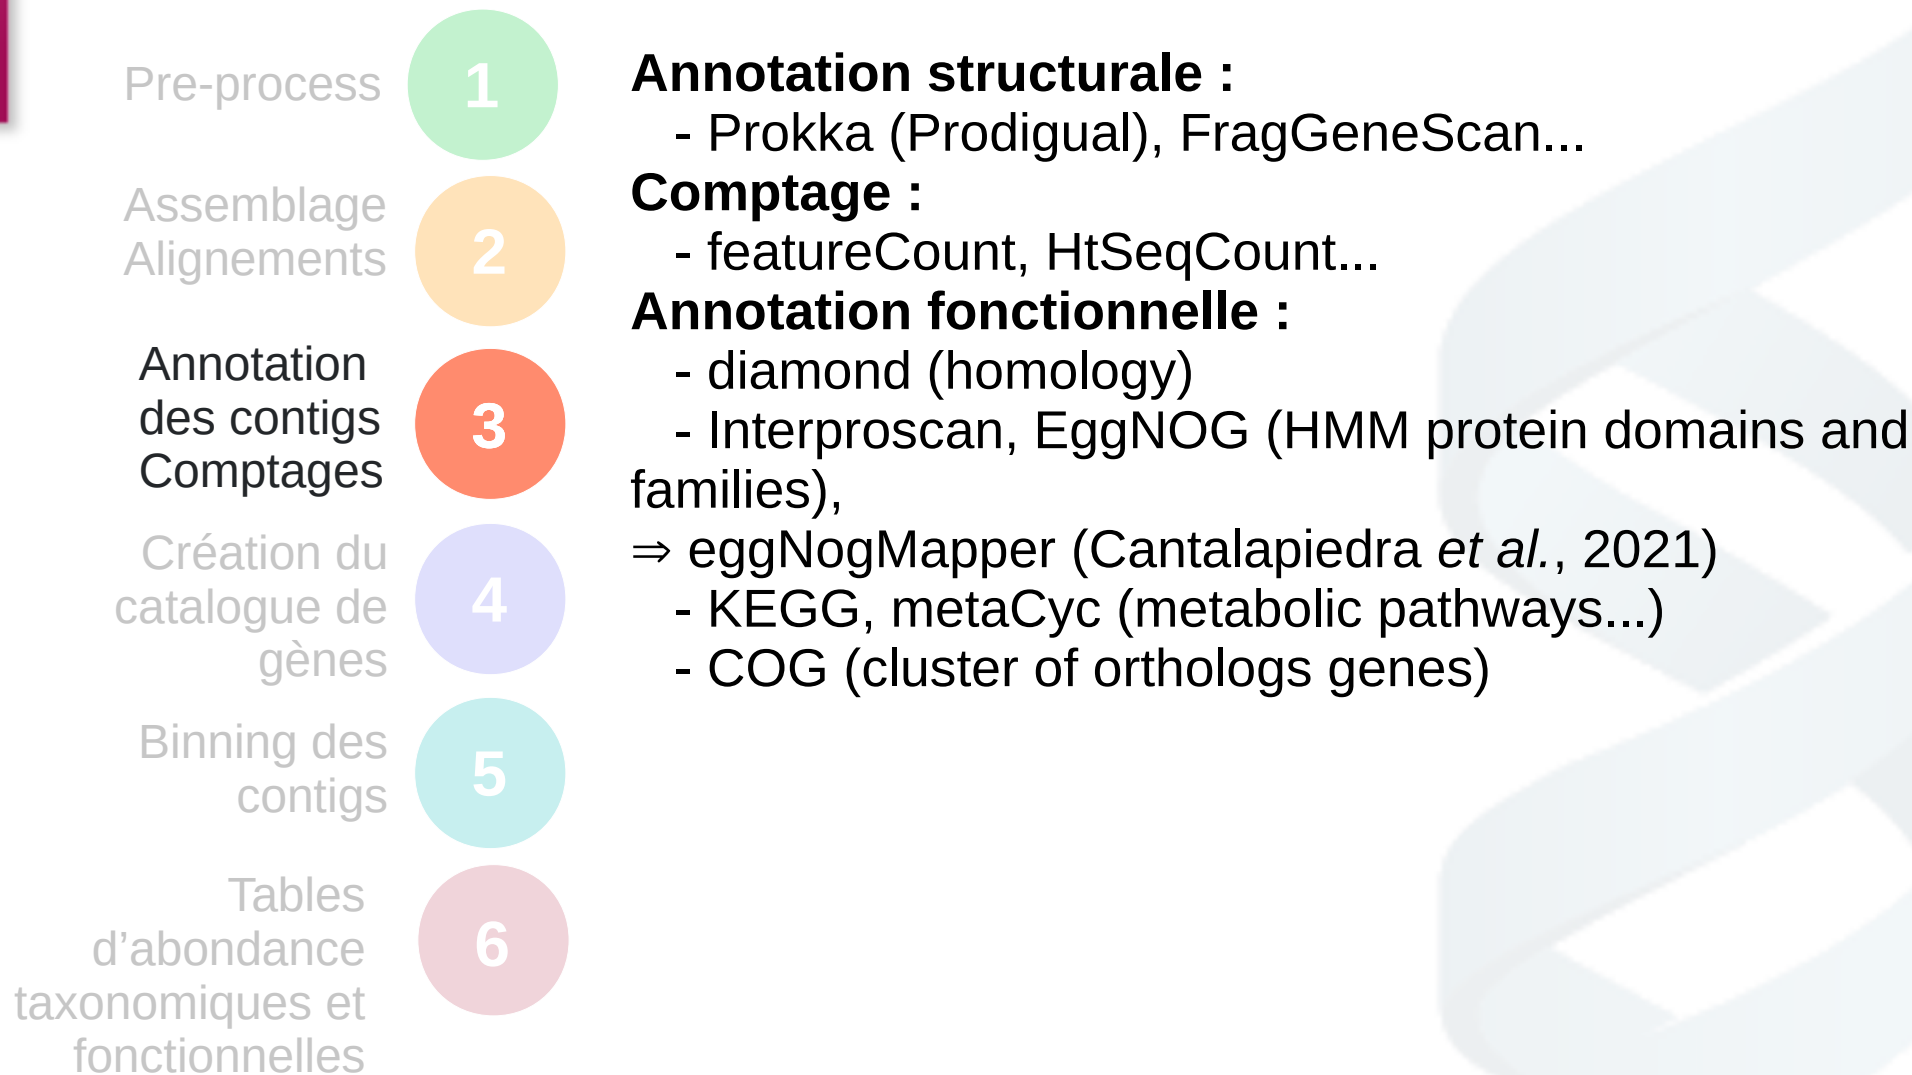 Pre-process
1
Assemblage
Alignements
2
Annotation
des contigs
Comptages
3
Création du
catalogue de
gènes
4
Binning des
contigs
5
Tables
d’abondance
taxonomiques et
fonctionnelles
6
Annotation structurale :
- Prokka (Prodigual), FragGeneScan...
Comptage :
- featureCount, HtSeqCount...
Annotation fonctionnelle :
- diamond (homology)
- Interproscan, EggNOG (HMM protein domains and
families),
⇒ eggNogMapper (Cantalapiedra et al., 2021)
- KEGG, metaCyc (metabolic pathways...)
- COG (cluster of orthologs genes)